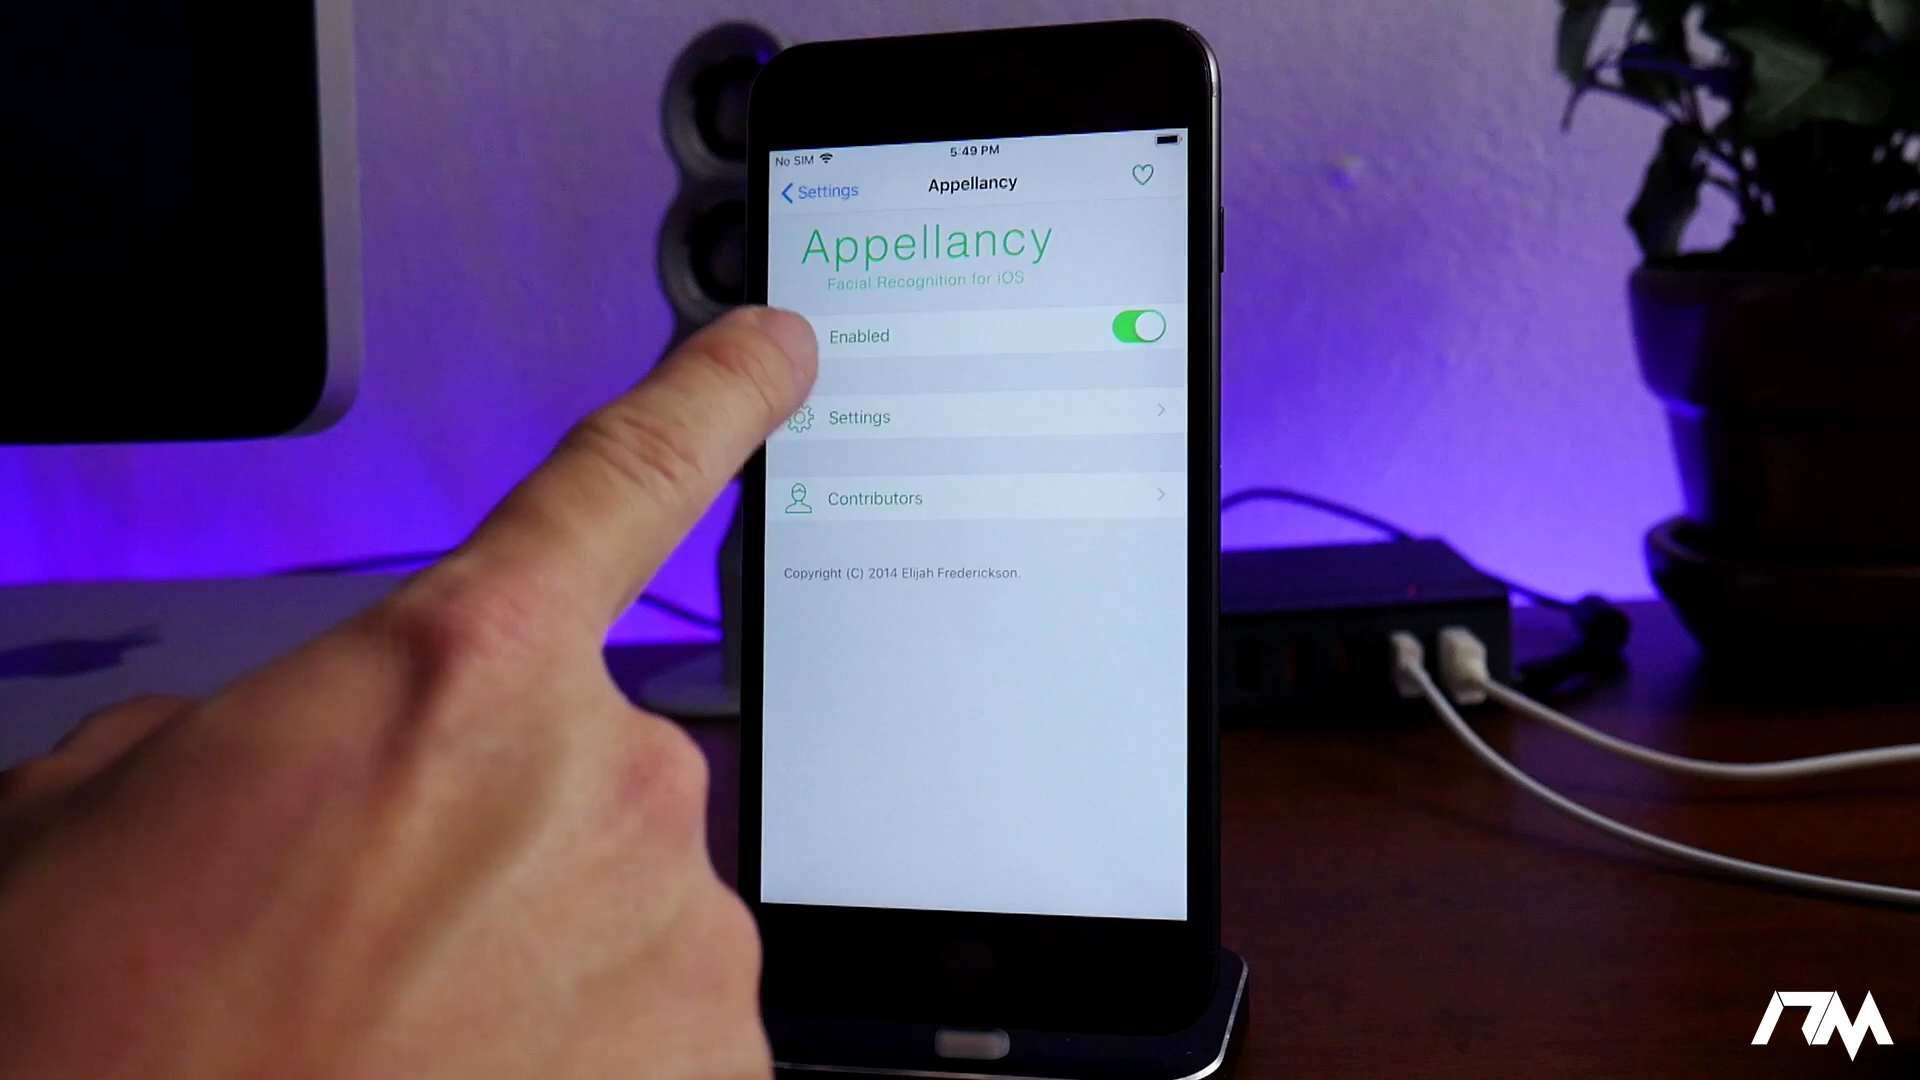 No SIM
5:49 PM
Settings
Appellancy
Appellancy
Facial Recognition for iOS
Enabled
Settings
Contributors
Copyright (C) 2014 Elijah Frederickson.